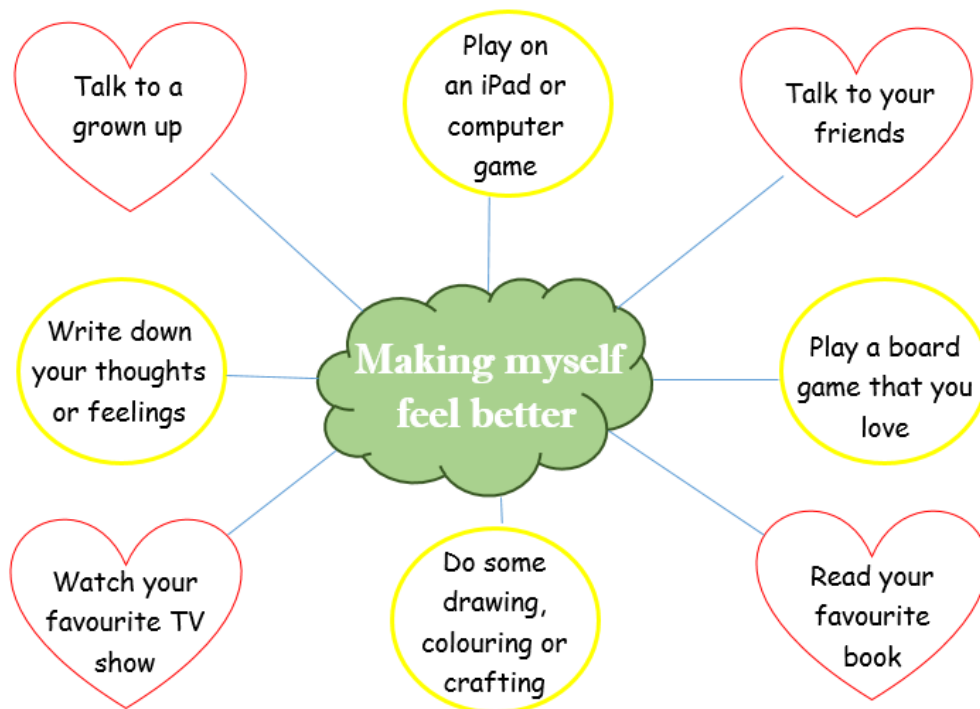 Talk to a
grown up
Play on
an iPad or
computer
game
Talk to your
friends
Write down
your thoughts
or feelings
Making myself
feel better
Play a board
game that you
love
Watch your
favourite TV
show
Do some
drawing,
colouring or
crafting
Read your
favourite
book